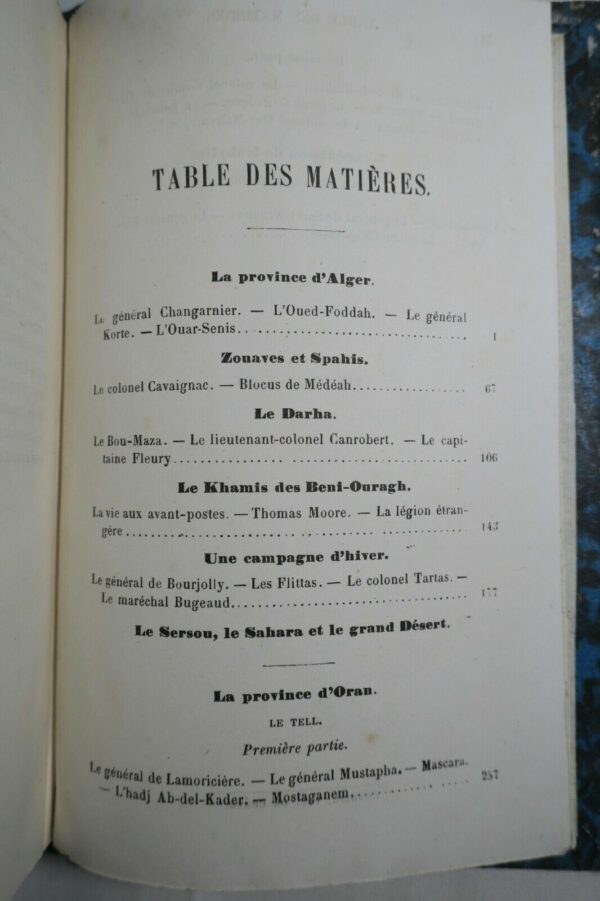 TABLE DES MATIÈRES.
La province d'Alger.
Le général Changarnier. — L'Oued-Foddah. — Le général
Korte. — L'Ouar-Senis........................ 1
Zouaves et Spahis.
Le colonel Cavaignac. — Blocus de Médéah............... 67
Le Darha.
Le Bou-Maza. — Le lieutenant-colonel Canrobert. — Le capi-
taine Fleury........................ 106
Le Khamis des Beni-Ouragh.
La vie aux avant-postes. — Thomas Moore. — La légion étran-
gère........................ 143
Une campagne d'hiver.
Le général de Bourjolly. — Les Flittas. — Le colonel Tartas. —
Le maréchal Bugeaud........................ 177
Le Sersou, le Sahara et le grand Désert.
La province d'Oran.
LE TELL.
Première partie.
Le général de Lamoricière. — Le général Mustapha. — Mascara.
— L'hadj Ab-del-Kader. — Mostaganem............... 247